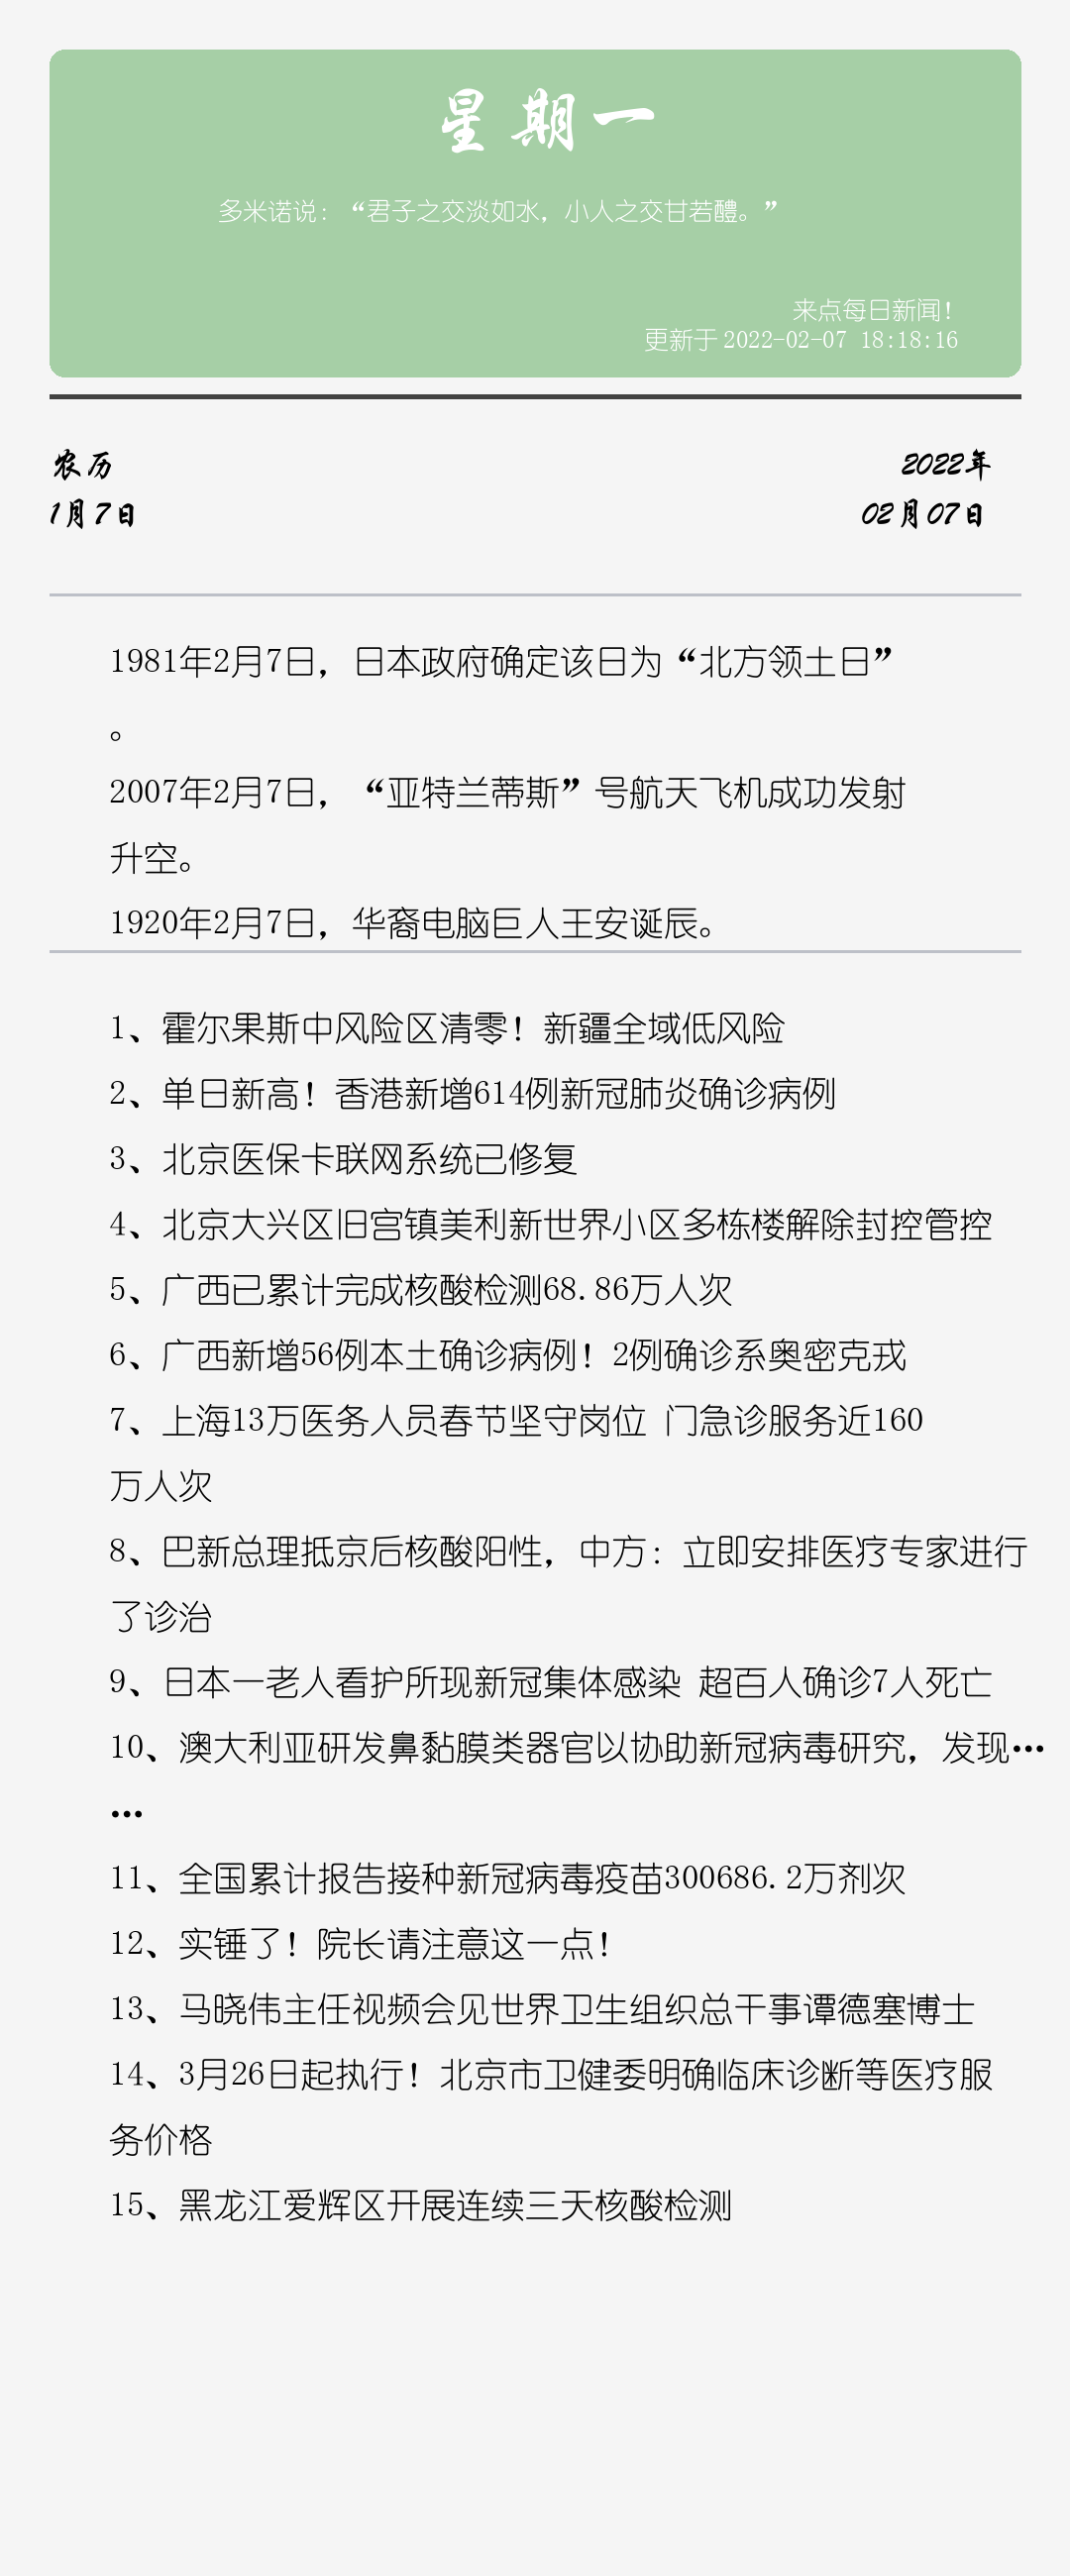 星期一
多米诺说：“君子之交淡如水，小人之交甘若醴。”
来点每日新闻！
更新于 2022-02-07 18:18:16
农历
2022年
1月7日
02月07日
1981年2月7日，日本政府确定该日为“北方领土日”
。
2007年2月7日，“亚特兰蒂斯”号航天飞机成功发射
升空。
1920年2月7日，华裔电脑巨人王安诞辰。
1、霍尔果斯中风险区清零！新疆全域低风险
2、单日新高！香港新增614例新冠肺炎确诊病例
3、北京医保卡联网系统已修复
4、北京大兴区旧宫镇美利新世界小区多栋楼解除封控管控
5、广西已累计完成核酸检测68.86万人次
6、广西新增56例本土确诊病例！2例确诊系奥密克戎
7、上海13万医务人员春节坚守岗位 门急诊服务近160
万人次
8、巴新总理抵京后核酸阳性，中方：立即安排医疗专家进行
了诊治
9、日本一老人看护所现新冠集体感染 超百人确诊7人死亡
10、澳大利亚研发鼻黏膜类器官以协助新冠病毒研究，发现…
…
11、全国累计报告接种新冠病毒疫苗300686.2万剂次
12、实锤了！院长请注意这一点！
13、马晓伟主任视频会见世界卫生组织总干事谭德塞博士
14、3月26日起执行！北京市卫健委明确临床诊断等医疗服
务价格
15、黑龙江爱辉区开展连续三天核酸检测